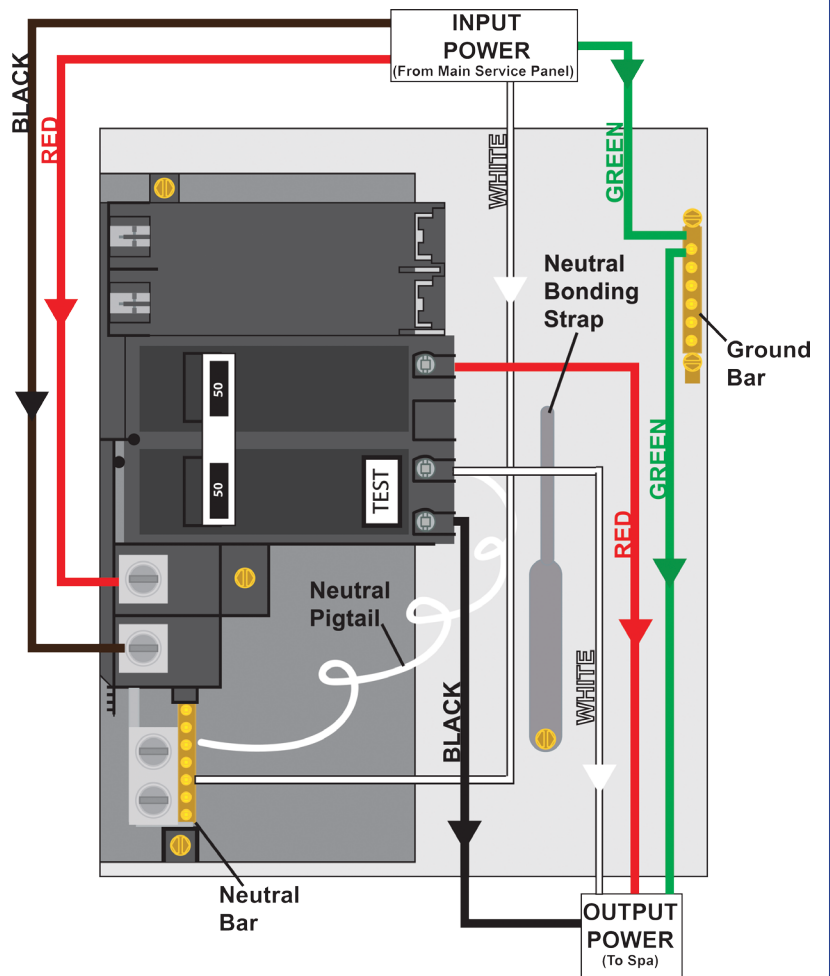 INPUT
POWER
(From Main Service Panel)
BLACK
RED
WHITE
GREEN
Neutral
Bonding
Strap
Ground
Bar
50
50
TEST
GREEN
RED
Neutral
Pigtail
WHITE
BLACK
Neutral
Bar
OUTPUT
POWER
(To Spa)